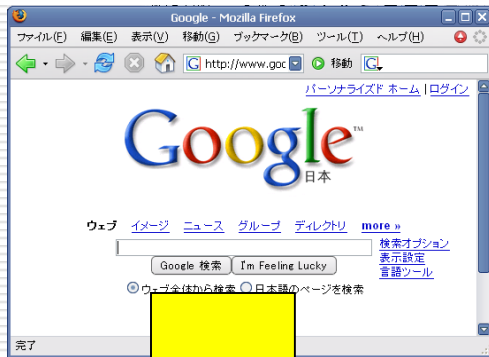 Google - Mozilla Firefox
ファイル(F) 編集(E) 表示(V) 移動(G) ブックマーク(B) ツール(T) ヘルプ(H)
G http://www.goo 移動 G
パーソナライズド ホーム | ログイン
Google™
日本
ウェブ イメージ ニュース グループ ディレクトリ more »
検索オプション
Google 検索 I'm Feeling Lucky 表示設定
言語ツール
ウェブ全体から検索 日本語のページを検索
完了